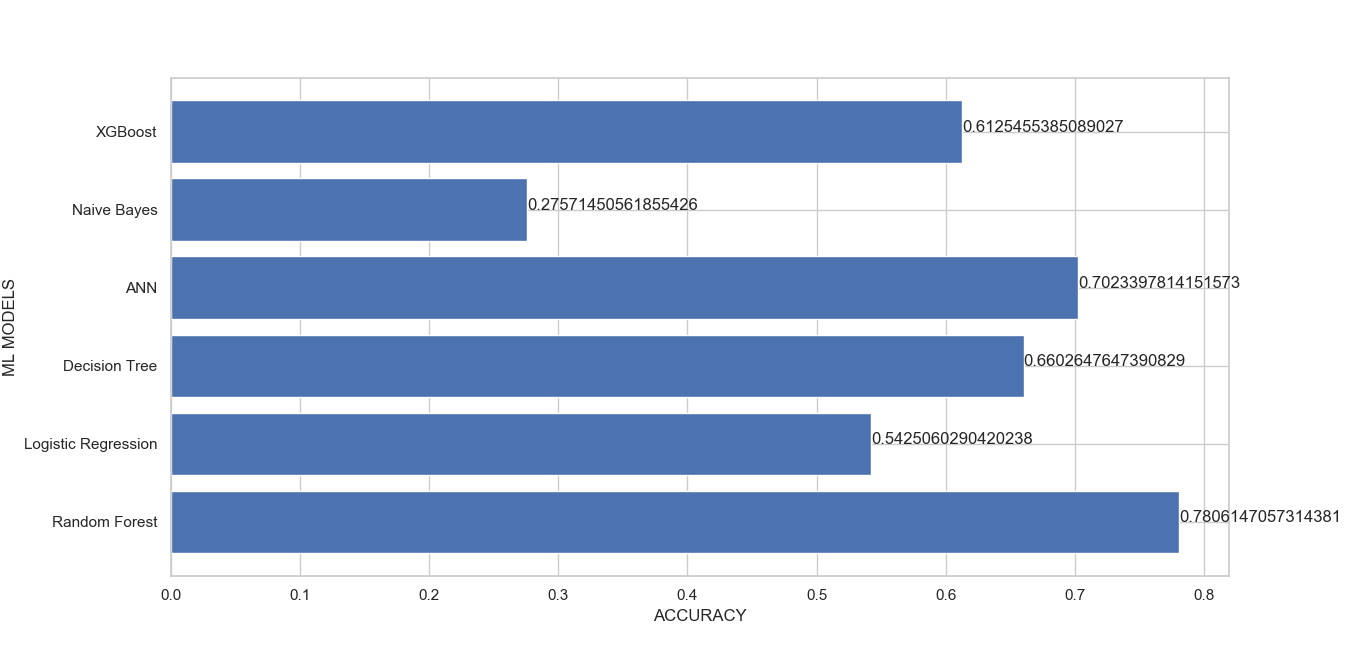 XGBoost
0.6125455385089027
Naive Bayes
0.27571450561855426
ANN
0.7023397814151573
ML MODELS
Decision Tree
0.6602647647390829
Logistic Regression
0.5425060290420238
Random Forest
0.7806147057314381
0.0 0.1 0.2 0.3 0.4 0.5 0.6 0.7 0.8
ACCURACY